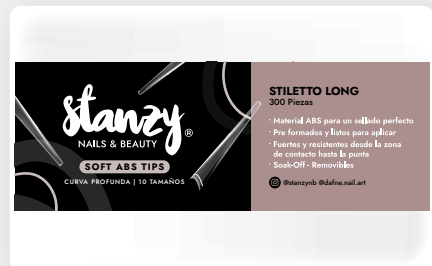 stanzy®
NAILS & BEAUTY
SOFT ABS TIPS
CURVA PROFUNDA | 10 TAMAÑOS
STILETTO LONG
300 Piezas
· Material ABS para un sellado perfecto
· Pre formados y listos para aplicar
· Fuertes y resistentes desde la zona
de contacto hasta la punta
· Soak-Off - Removibles
@stanzynb @dafne.nail.art